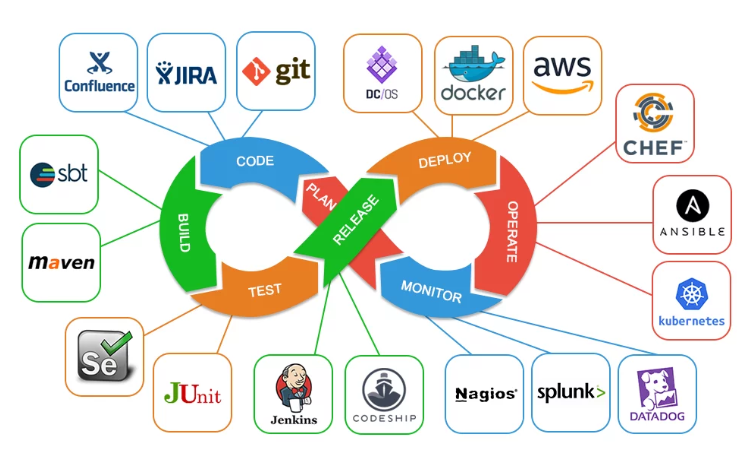 Confluence
JIRA
git
DC/OS
docker
aws
CHEF™
sbt
CODE
DEPLOY
PLAN
RELEASE
BUILD
OPERATE
ANSIBLE
maven
TEST
MONITOR
kubernetes
Se
JUnit
Jenkins
CODESHIP
Nagios®
splunk>
DATADOG